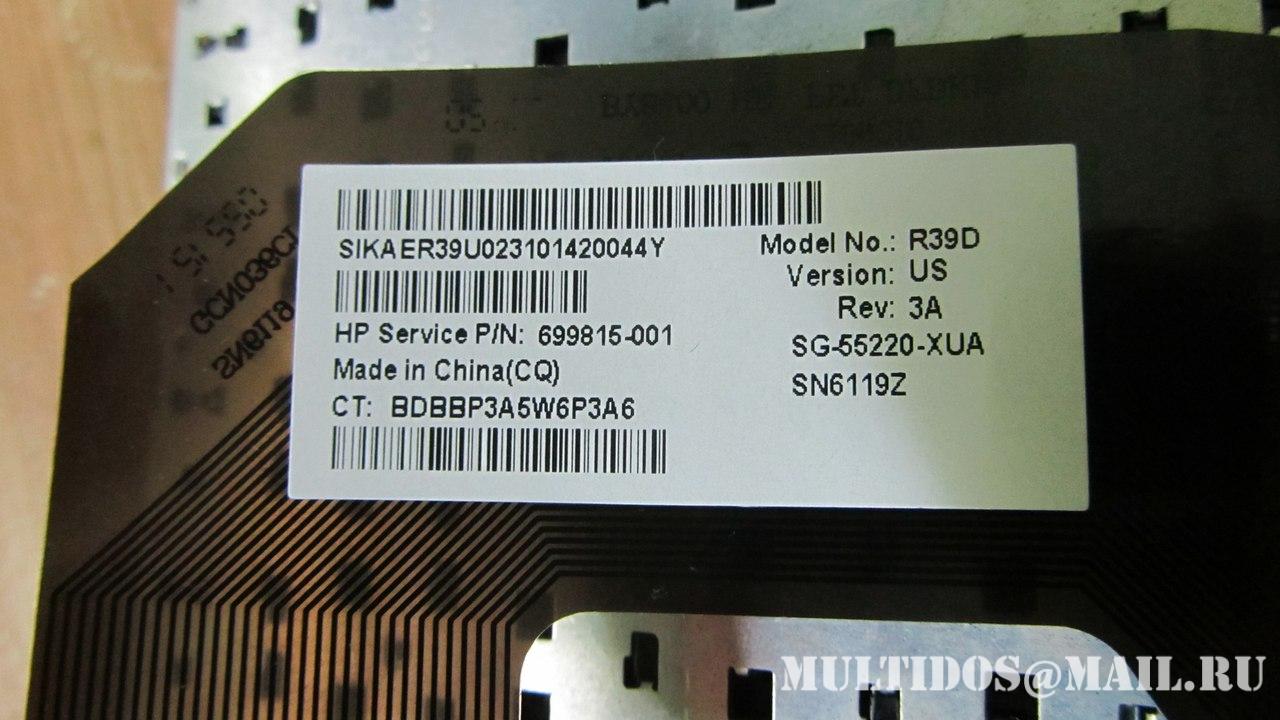 SIKAER39U023101420044Y
HP Service P/N: 699815-001
Made in China(CQ)
CT: BDBBP3A5W6P3A6
Model No.: R39D
Version: US
Rev: 3A
SG-55220-XUA
SN6119Z
SN6119
MULTIDOS@MAIL.RU